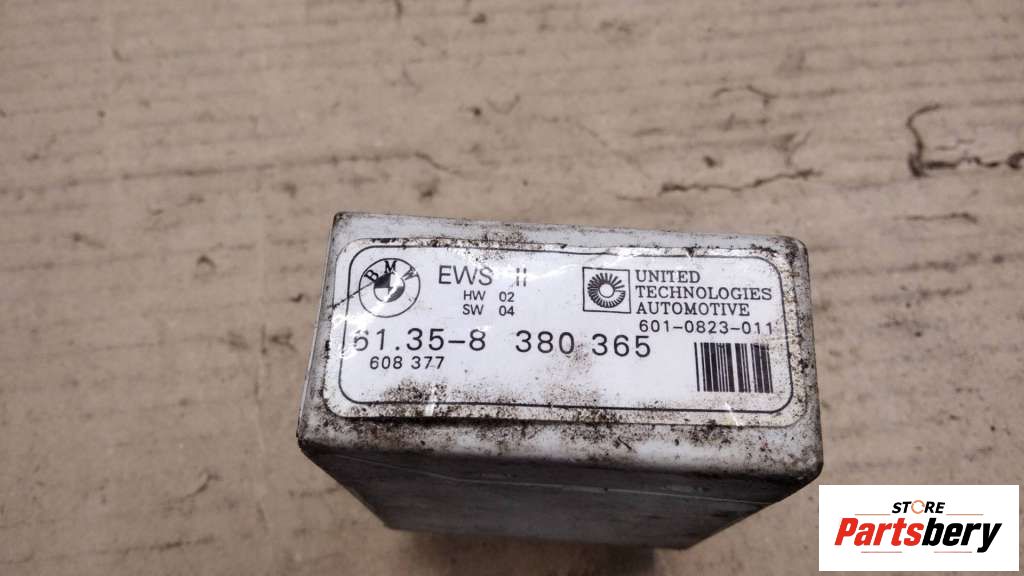 BMW
EWS II
HW 02
SW 04
UNITED
TECHNOLOGIES
AUTOMOTIVE
601-0823-011
61.35-8 380 365
608 377
STORE
Partsbery